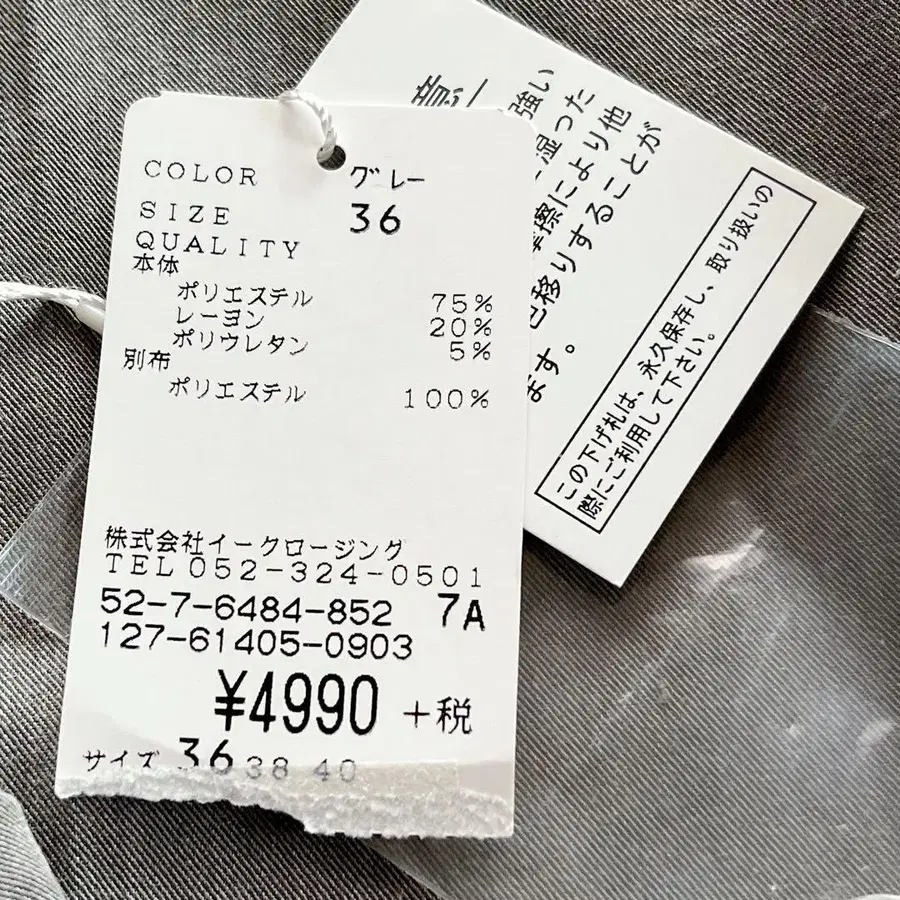 COLOR グレー
SIZE 36
QUALITY
本体
ポリエステル 75%
レーヨン 20%
ポリウレタン 5%
別布
ポリエステル 100%
株式会社イークロージング
TEL 052-324-0501
52-7-6484-852 7A
127-61405-0903
¥4990 +税
サイズ 36 38 40
強い
湿った
擦により他
移りすることが
ます。
この下げ札は、永久保存し、取り扱いの
際にご利用して下さい。